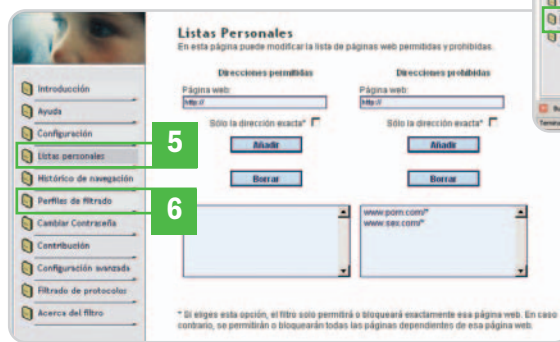 Listas Personales
En esta página puede modificar la lista de páginas web permitidas y prohibidas.
Direcciones permitidas
Página web:
http://
Sólo la dirección exacta*
Añadir
Borrar
Direcciones prohibidas
Página web:
http://
Sólo la dirección exacta*
Añadir
Borrar
www.porn.com/*
www.sex.com/*
Introducción
Ayuda
Configuración
Listas personales
5
Histórico de navegación
Perfiles de filtrado
6
Cambiar Contraseña
Contribución
Configuración avanzada
Filtrado de protocolos
Acerca del filtro
* Si eliges esta opción, el filtro solo permitirá o bloqueará exactamente esa página web. En caso
contrario, se permitirán o bloquearán todas las páginas dependientes de esa página web.